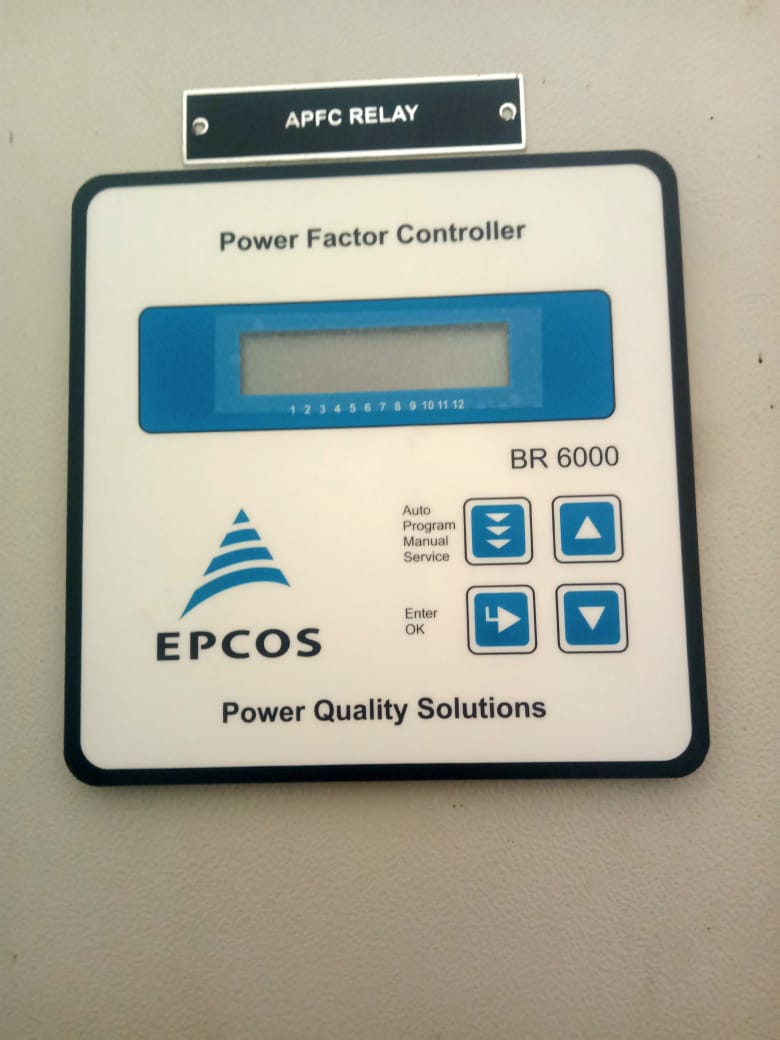 APFC RELAY
Power Factor Controller
1 2 3 4 5 6 7 8 9 10 11 12
BR 6000
Auto
Program
Manual
Service
Enter
OK
EPCOS
Power Quality Solutions